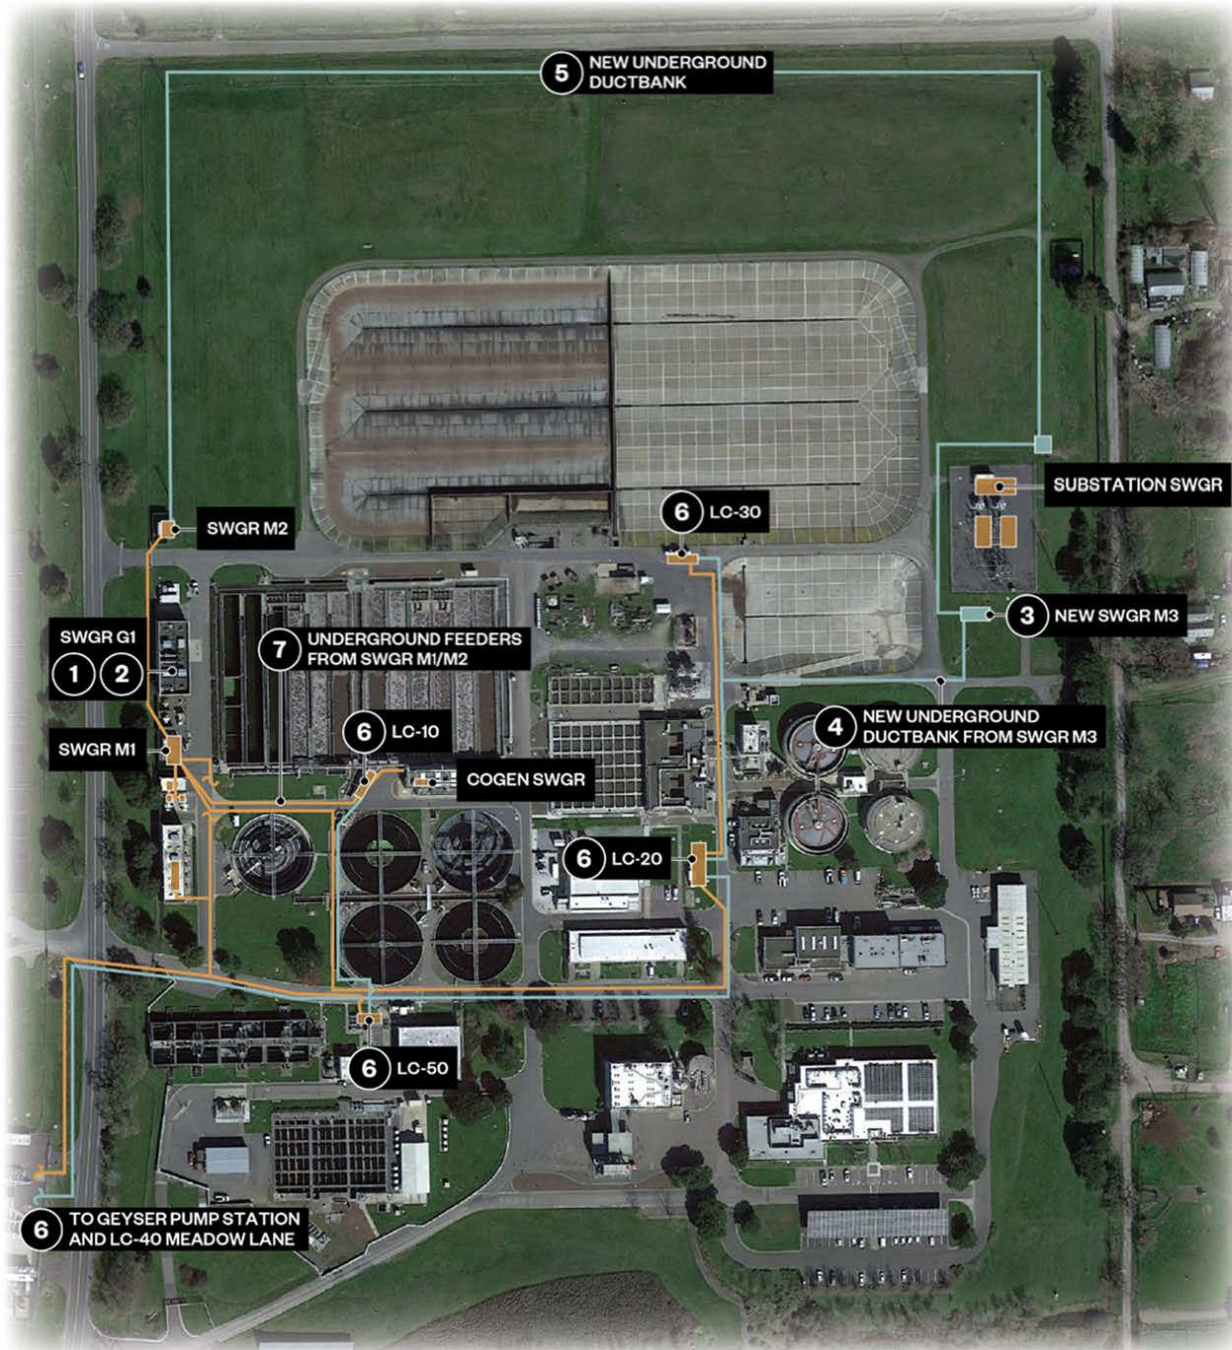 5
NEW UNDERGROUND
DUCTBANK
SUBSTATION SWGR
SWGR M2
6
LC-30
3
NEW SWGR M3
SWGR G1
1
2
7
UNDERGROUND FEEDERS
FROM SWGR M1/M2
4
NEW UNDERGROUND
DUCTBANK FROM SWGR M3
SWGR M1
6
LC-10
COGEN SWGR
6
LC-20
6
LC-50
6
TO GEYSER PUMP STATION
AND LC-40 MEADOW LANE